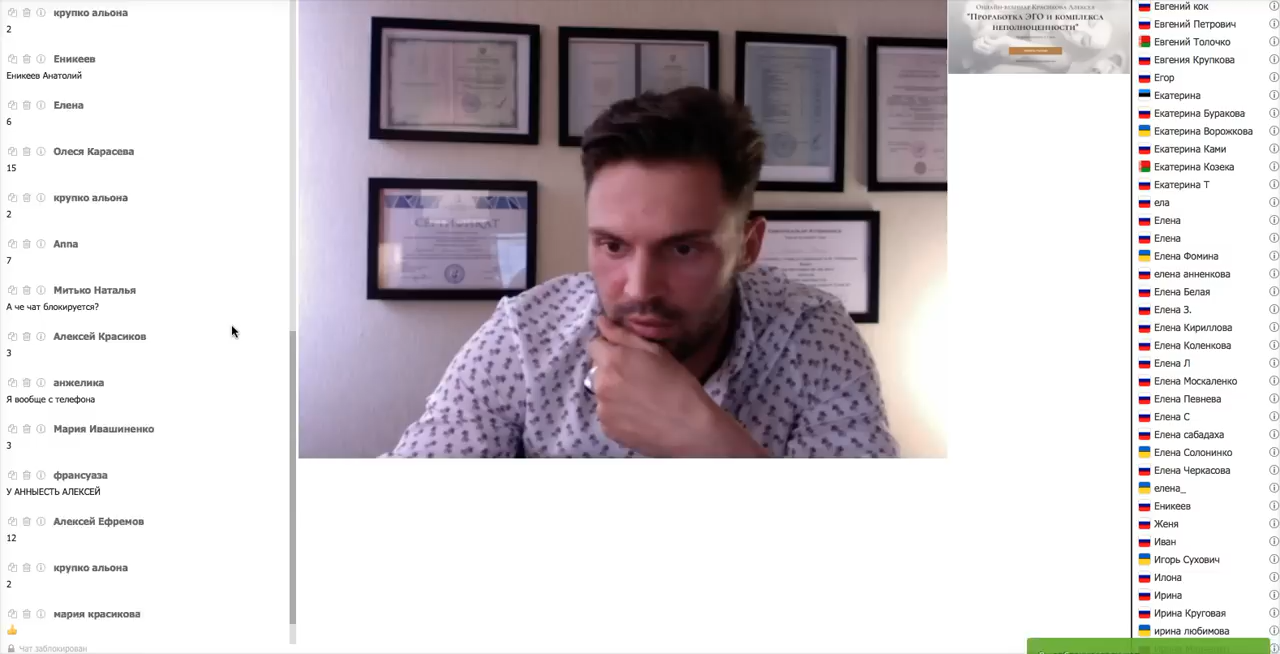 крупко альона
2
Еникеев
Еникеев Анатолий
Елена
6
Олеся Карасева
15
крупко альона
2
Anna
7
Митько Наталья
А че чат блокируется?
Алексей Красиков
3
анжелика
Я вообще с телефона
Мария Ивашиненко
3
франсуаза
У АННЫЕСТЬ АЛЕКСЕЙ
Алексей Ефремов
12
крупко альона
2
мария красикова
Чат заблокирован
СЕРТИФИКАТ
Онлайн-воркшоп Красикова Алексея
"Проработка ЭГО и комплекса
неполноценности"
Евгений кок
Евгений Петрович
Евгений Толочко
Евгения Крупкова
Егор
Екатерина
Екатерина Буракова
Екатерина Ворожкова
Екатерина Ками
Екатерина Козека
Екатерина Т
ела
Елена
Елена
Елена Фомина
елена анненкова
Елена Белая
Елена З.
Елена Кириллова
Елена Коленкова
Елена Л
Елена Москаленко
Елена Певнева
Елена С
Елена сабадаха
Елена Солонинко
Елена Черкасова
елена_
Еникеев
Женя
Иван
Игорь Сухович
Илона
Ирина
Ирина Круговая
ирина любимова